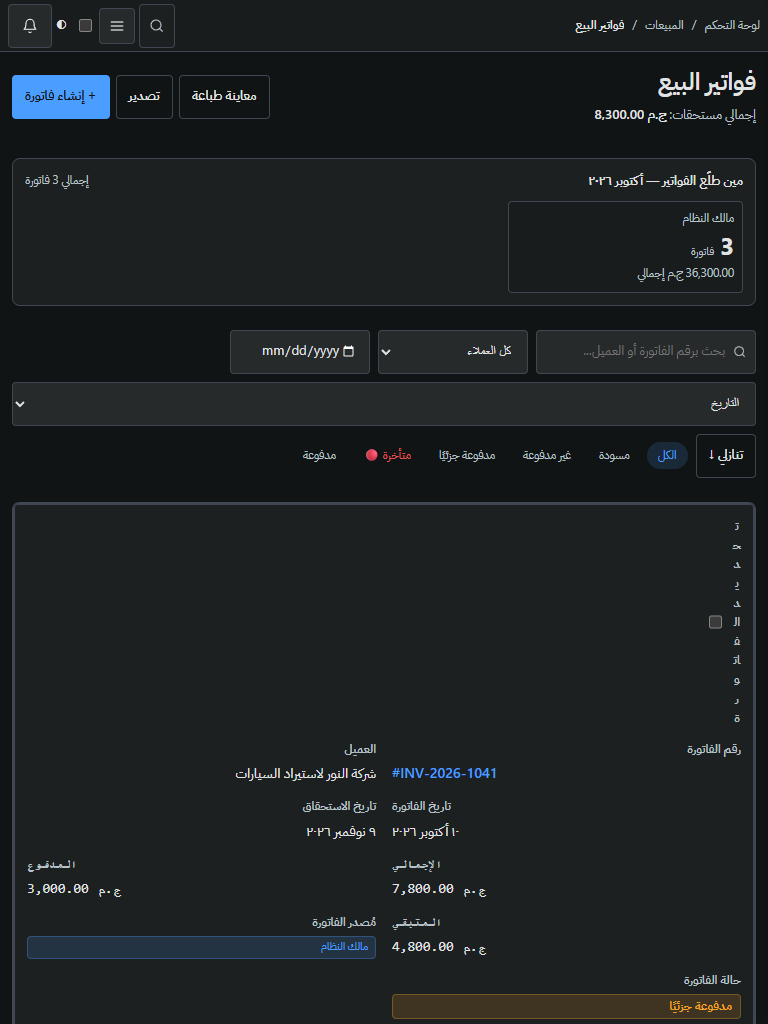 لوحة التحكم / المبيعات / فواتير البيع
فواتير البيع
إجمالي مستحقات: ج.م 8,300.00
معاينة طباعة
تصدير
+ إنشاء فاتورة
مين طلّع الفواتير — أكتوبر ٢٠٢٦
إجمالي 3 فاتورة
مالك النظام
3 فاتورة
36,300.00 ج.م إجمالي
بحث برقم الفاتورة أو العميل...
كل العملاء
mm/dd/yyyy
التاريخ
تنازلي ↓
الكل
مسودة
غير مدفوعة
مدفوعة جزئيًا
متأخرة
مدفوعة
تحديد الفاتورة
رقم الفاتورة
#INV-2026-1041
العميل
شركة النور لاستيراد السيارات
تاريخ الفاتورة
١٠ أكتوبر ٢٠٢٦
تاريخ الاستحقاق
٩ نوفمبر ٢٠٢٦
الإجمالي
ج.م 7,800.00
المدفوع
ج.م 3,000.00
المتبقي
ج.م 4,800.00
مُصدر الفاتورة
مالك النظام
حالة الفاتورة
مدفوعة جزئيًا